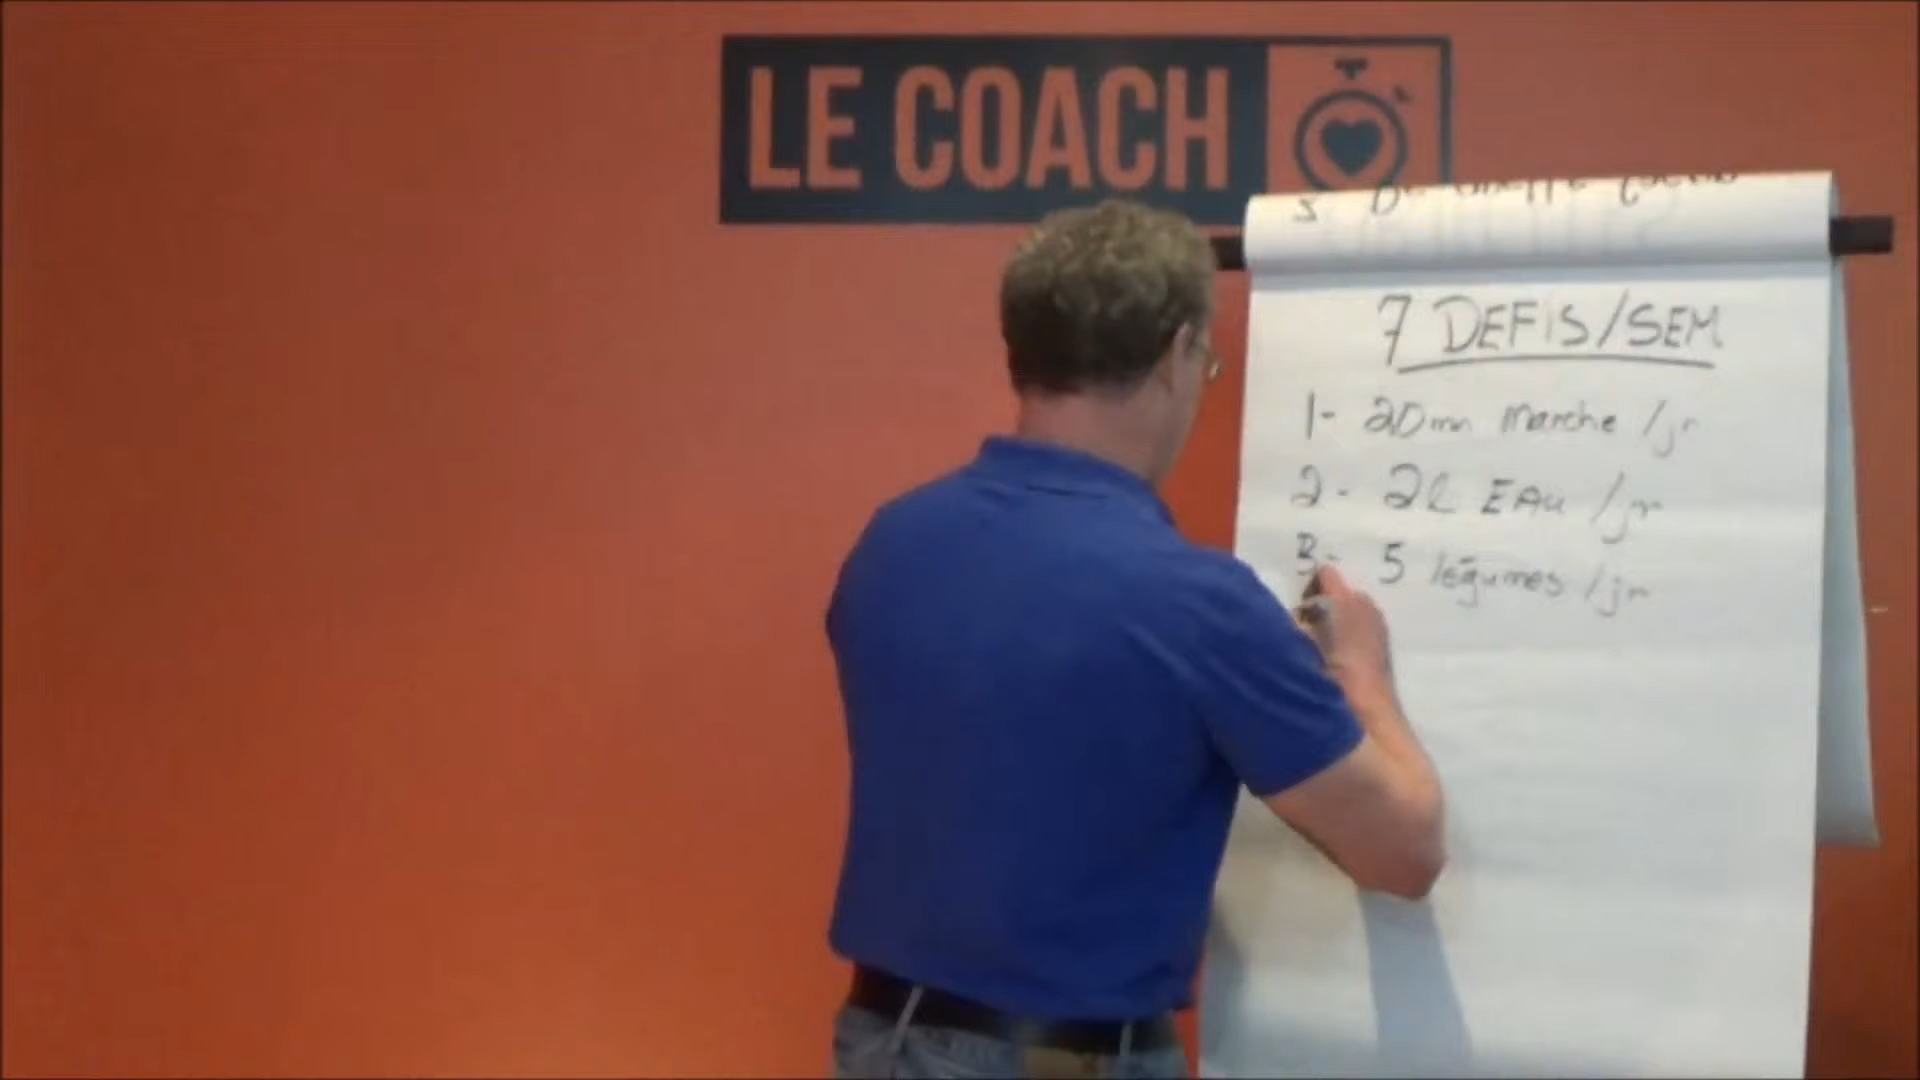 LE COACH
7 DEFIS/SEM
1- 20mn Marche /jr
2- 2l EAu /jr
3- 5 légumes /jr